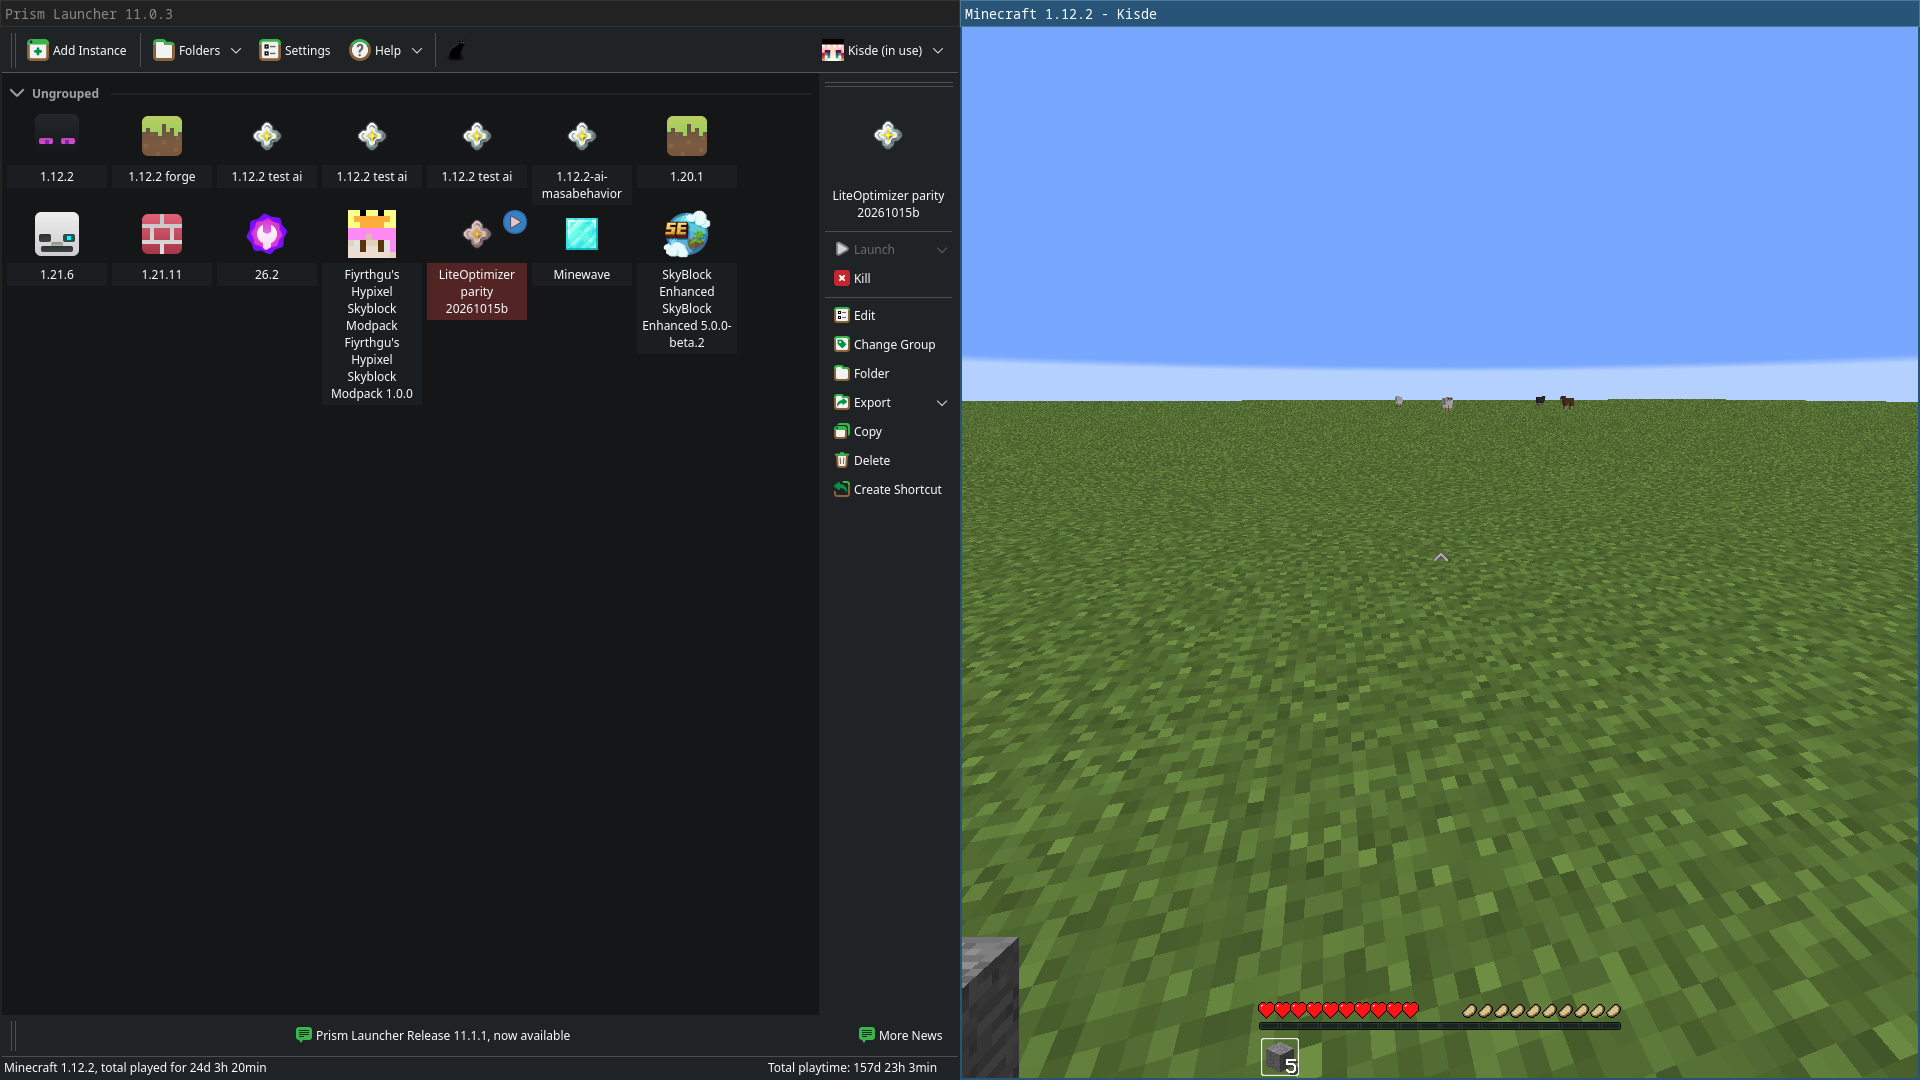 Prism Launcher 11.0.3
Minecraft 1.12.2 - Kisde
Add Instance
Folders
Settings
Help
Kisde (in use)
Ungrouped
1.12.2
1.12.2 forge
1.12.2 test ai
1.12.2 test ai
1.12.2 test ai
1.12.2-ai-
masabehavior
1.20.1
1.21.6
1.21.11
26.2
Fiyrthgu's
Hypixel
Skyblock
Modpack
Fiyrthgu's
Hypixel
Skyblock
Modpack 1.0.0
LiteOptimizer
parity
20261015b
Minewave
SE
SkyBlock
Enhanced
SkyBlock
Enhanced 5.0.0-
beta.2
LiteOptimizer parity
20261015b
Launch
Kill
Edit
Change Group
Folder
Export
Copy
Delete
Create Shortcut
Prism Launcher Release 11.1.1, now available
More News
Minecraft 1.12.2, total played for 24d 3h 20min
Total playtime: 157d 23h 3min
5